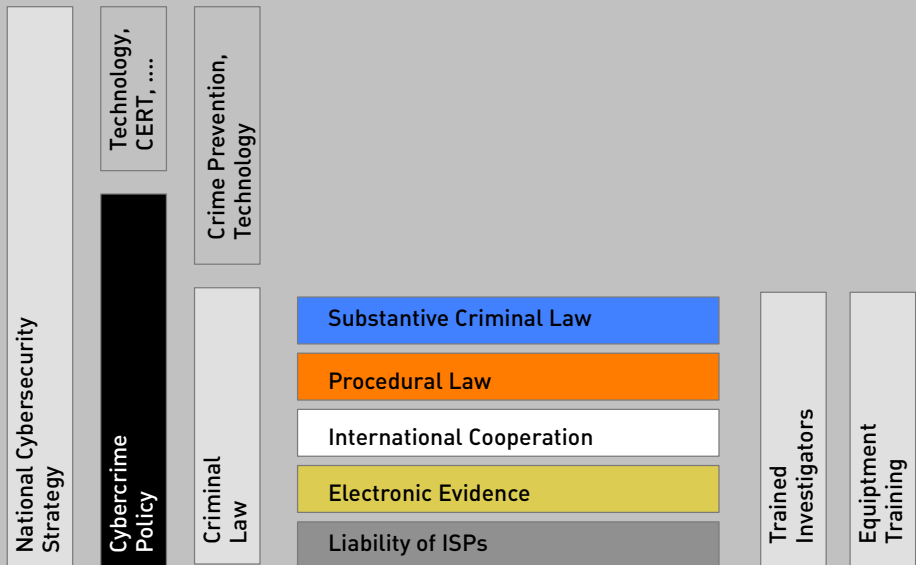 National Cybersecurity
Strategy
Technology,
CERT, ....
Cybercrime
Policy
Crime Prevention,
Technology
Criminal
Law
Substantive Criminal Law
Procedural Law
International Cooperation
Electronic Evidence
Liability of ISPs
Trained
Investigators
Equiptment
Training